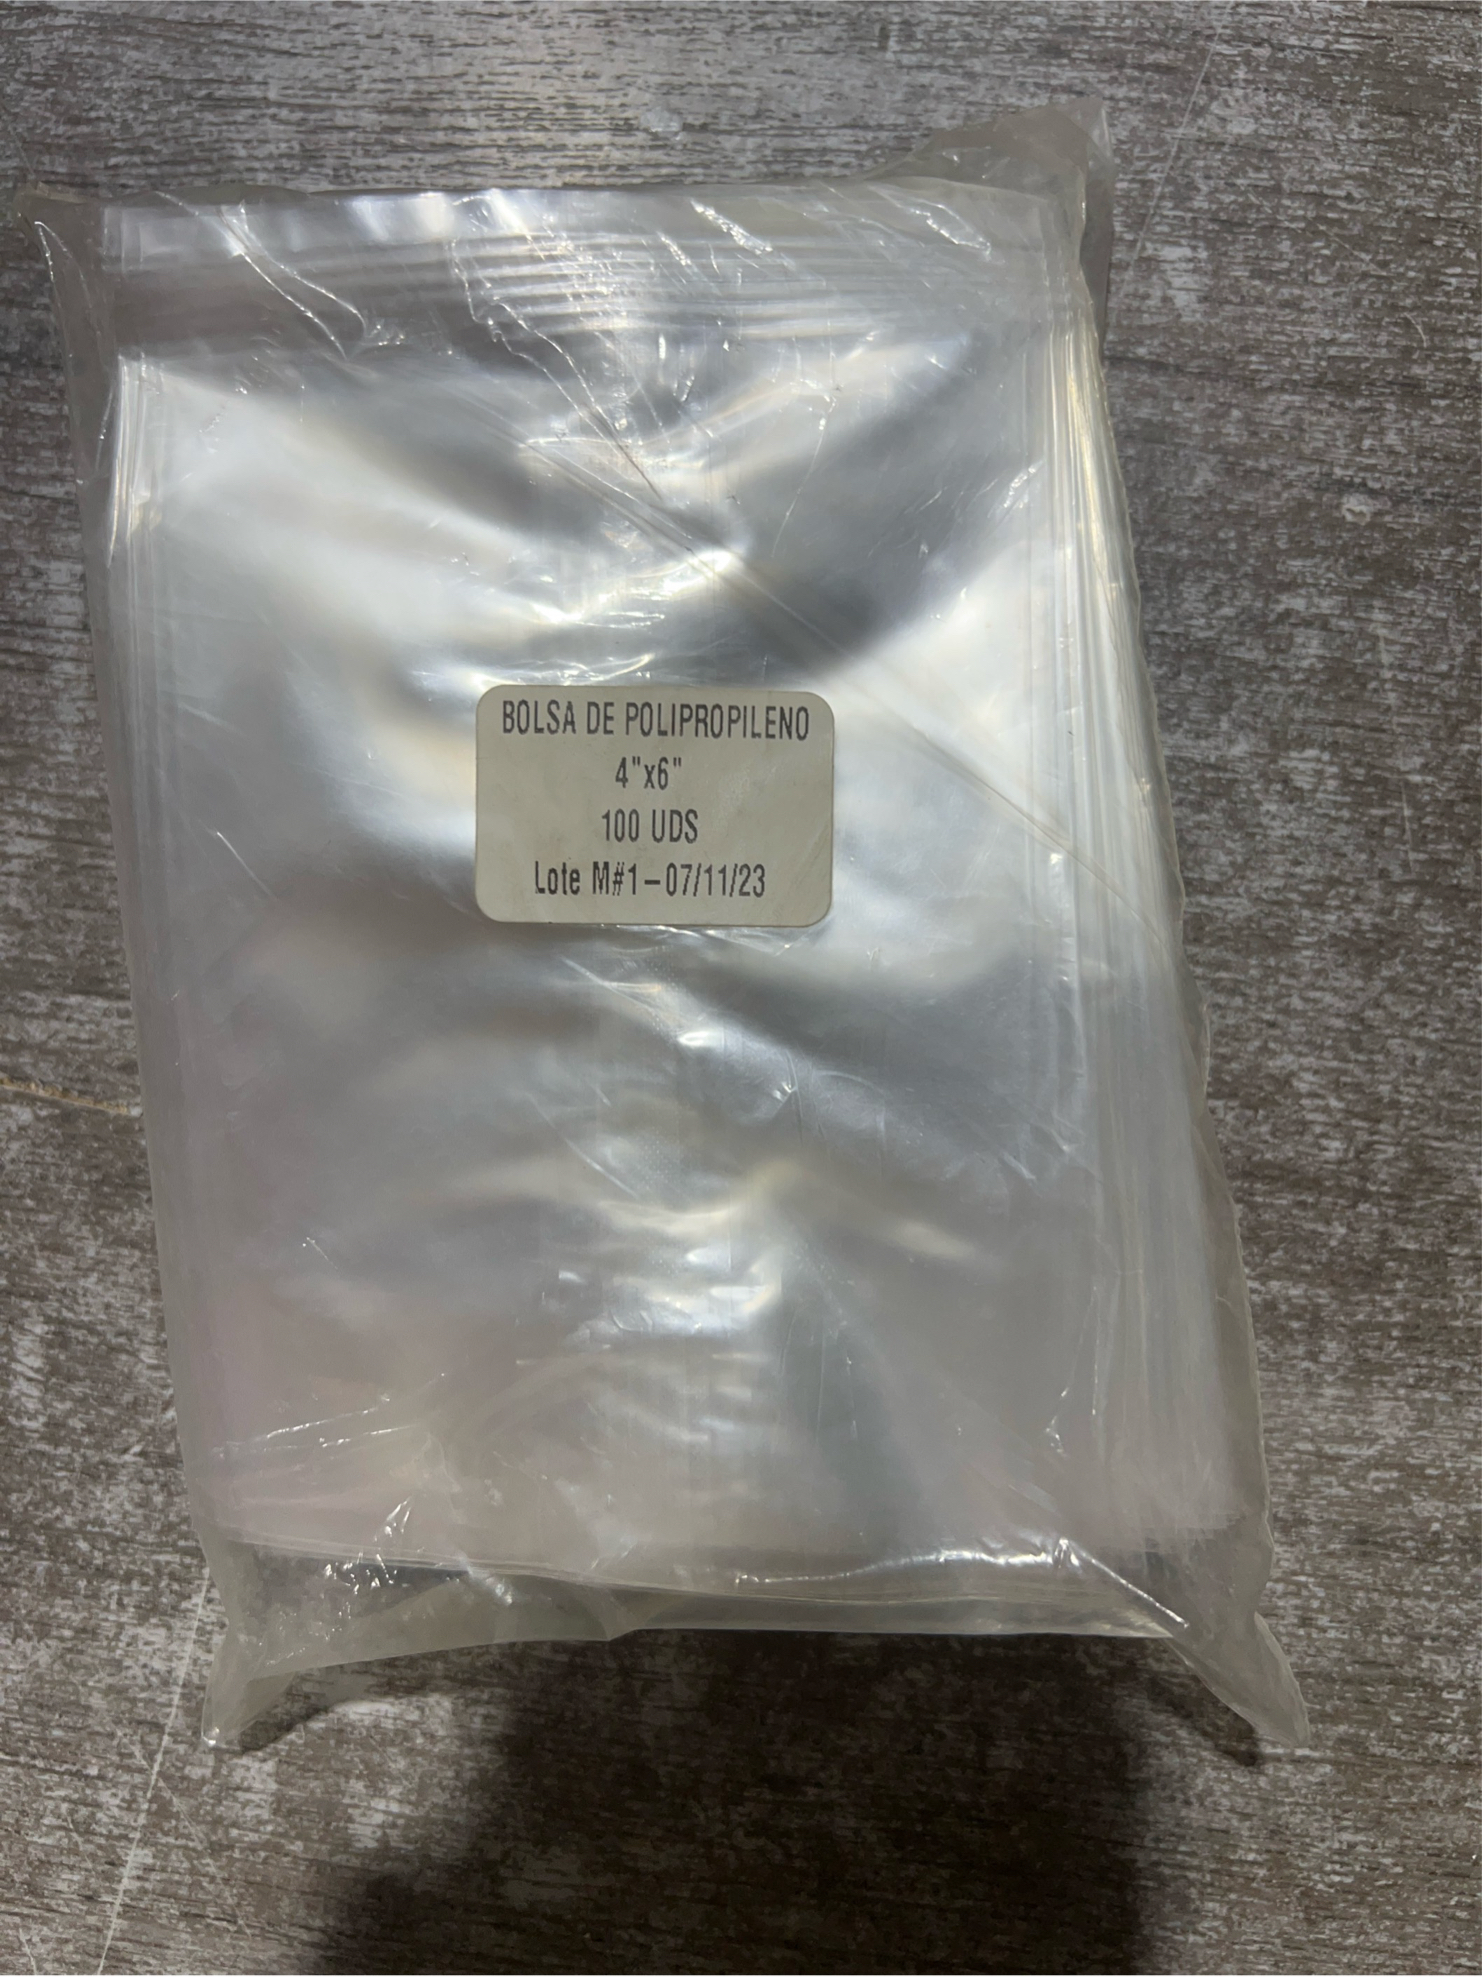 BOLSA DE POLIPROPILENO
4"x6"
100 UDS
Lote M#1-07/11/23